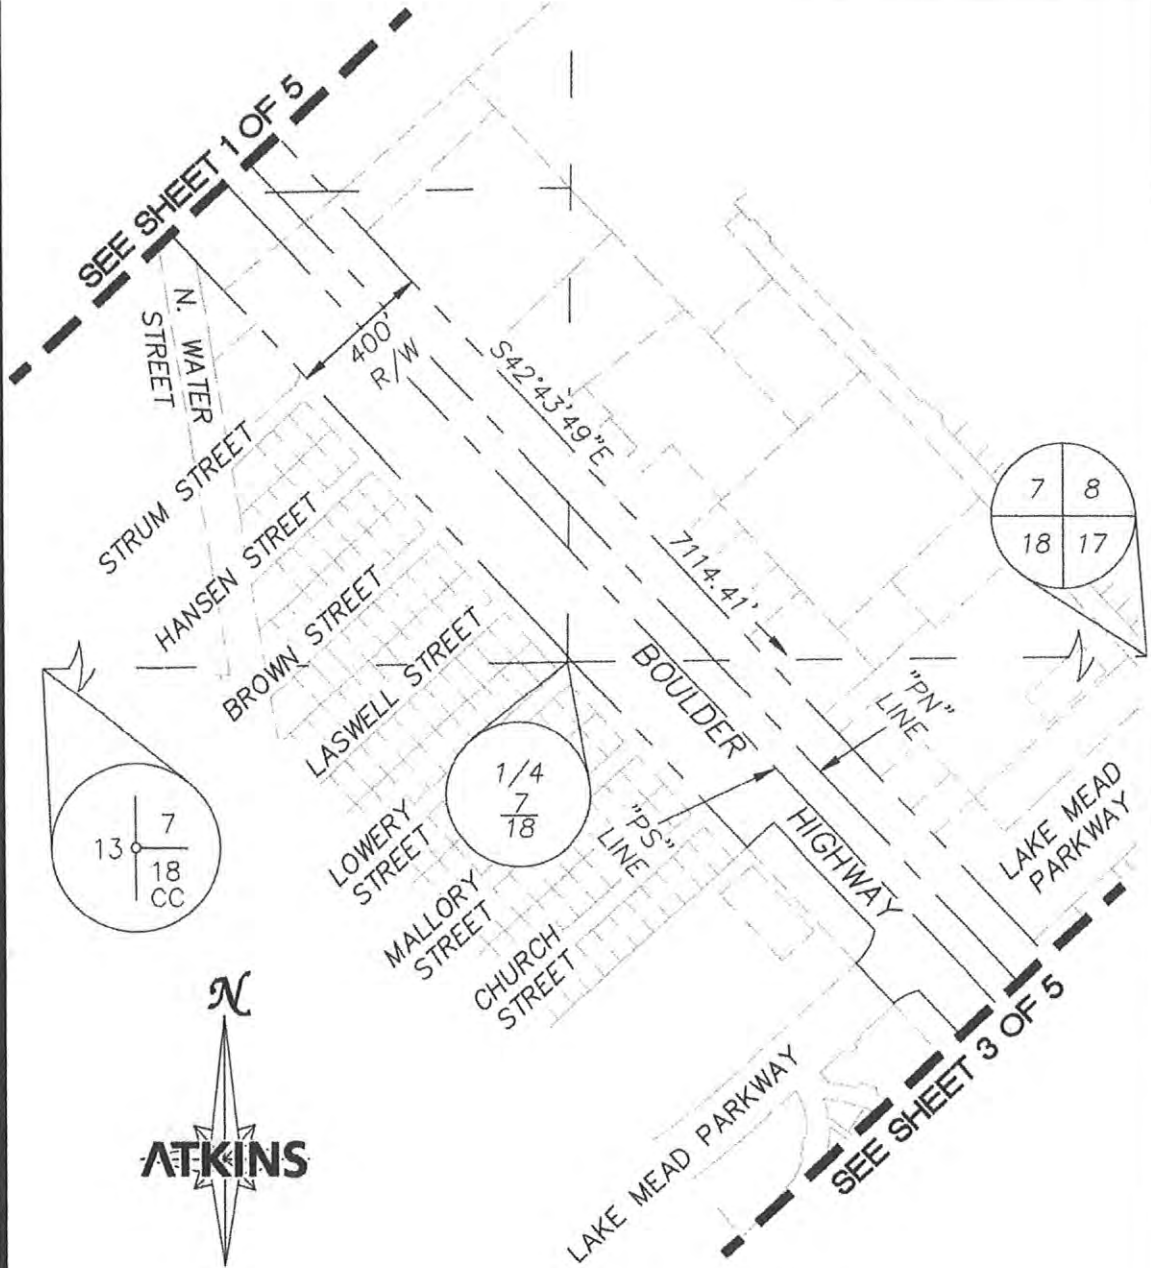 SEE SHEET 1 OF 5
N. WATER
STREET
400'
R/W
S42°43'49"E
7114.41'
STRUM STREET
HANSEN STREET
BROWN STREET
LASWELL STREET
LOWERY
STREET
MALLORY
STREET
CHURCH
STREET
7 8
18 17
BOULDER
HIGHWAY
"PN"
LINE
"PS"
LINE
1/4
7
18
13 7
18
CC
LAKE MEAD
PARKWAY
LAKE MEAD PARKWAY
SEE SHEET 3 OF 5
N
ATKINS